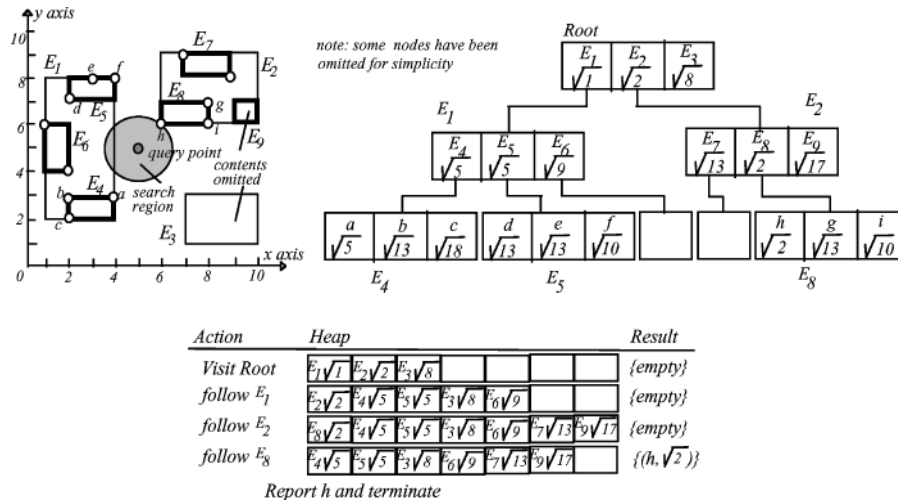 y axis
10
E7
E1 e f
E2
8
d
E5
E8 g
6
h i
E6
E9
query point
contents omitted
4
search region
b E4 a
2
c
E3
x axis
0 2 4 6 8 10
note: some nodes have been
omitted for simplicity
Root
E1 E2 E3
√1 √2 √8
E1 E2
E4 E5 E6
√5 √5 √9
E7 E8 E9
√13 √2 √17
a b c
√5 √13 √18
d e f
√13 √13 √10
h g i
√2 √13 √10
E4 E5 E8
Action Heap Result
Visit Root E1√1 E2√2 E3√8 {empty}
follow E1 E2√2 E4√5 E5√5 E3√8 E6√9 {empty}
follow E2 E8√2 E4√5 E5√5 E3√8 E6√9 E7√13 E9√17 {empty}
follow E8 E4√5 E5√5 E3√8 E6√9 E7√13 E9√17 {(h,√2)}
Report h and terminate